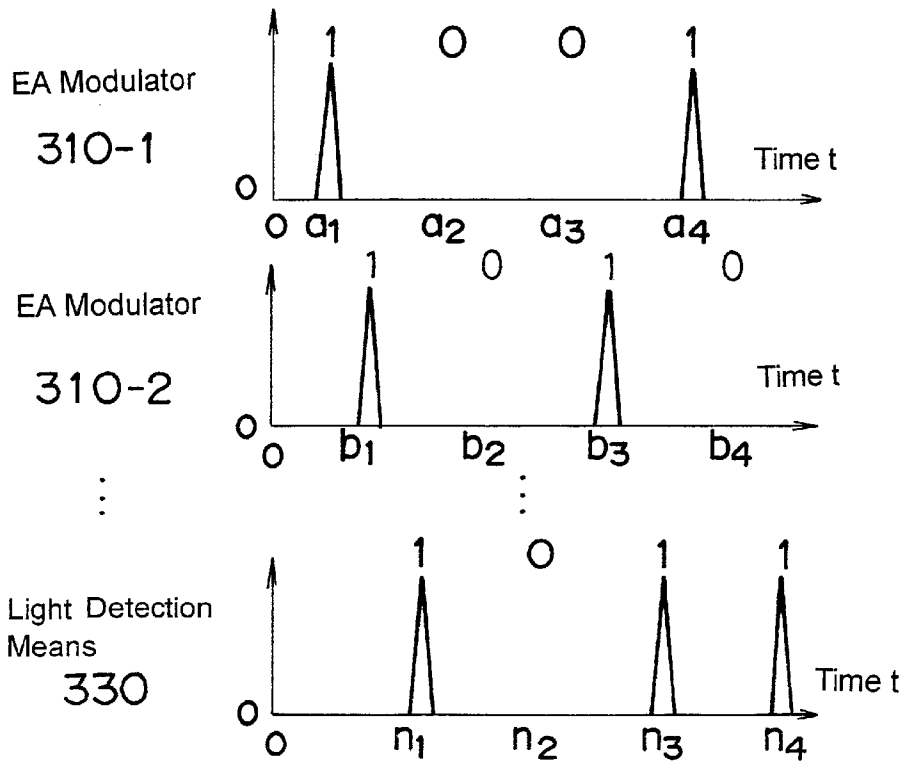 1 0 0 1
EA Modulator
310-1
Time t
0
0 a1 a2 a3 a4
1 0 1 0
EA Modulator
310-2
Time t
0
0 b1 b2 b3 b4
1 0 1 1
Light Detection
Means
330
Time t
0
0 n1 n2 n3 n4